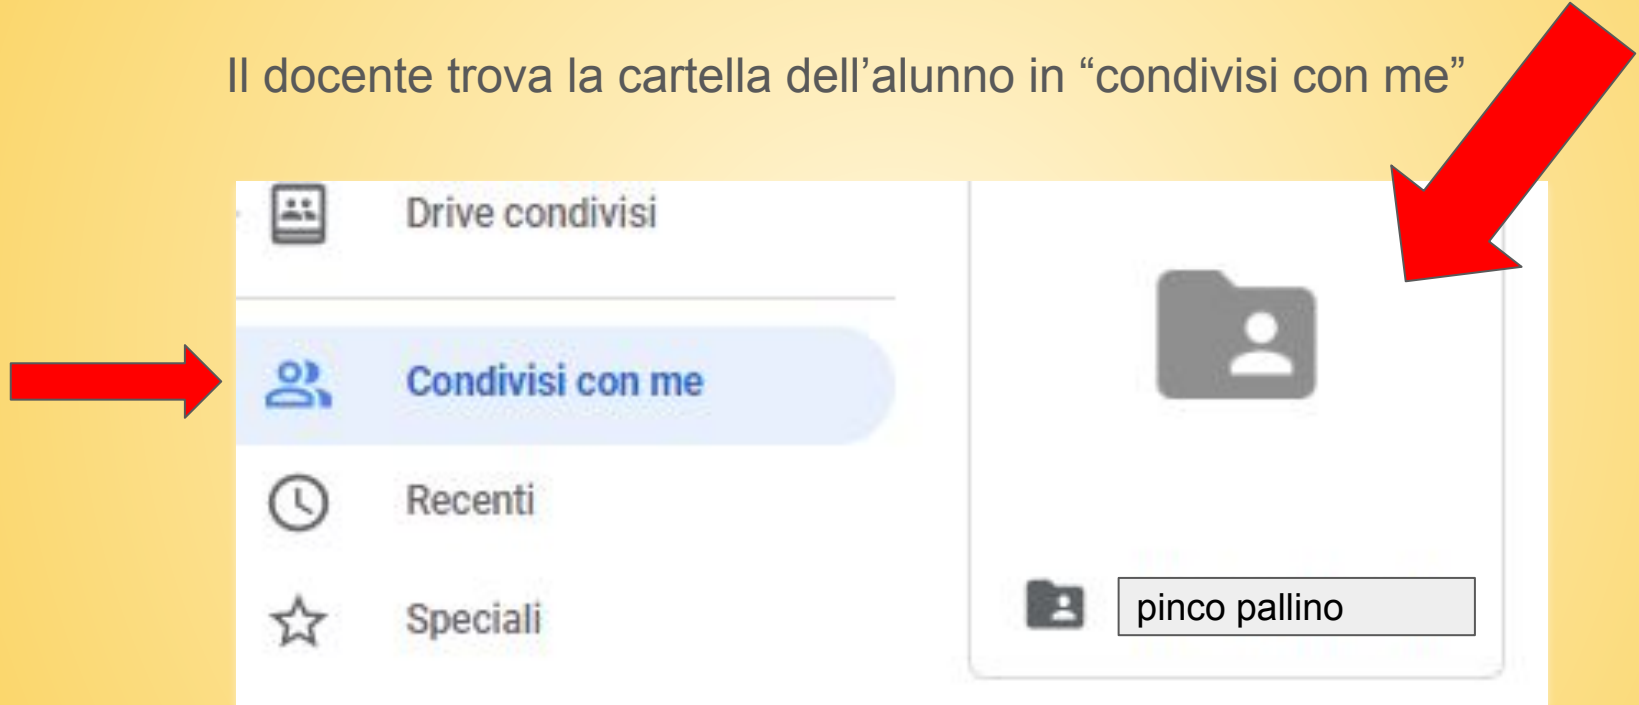 Il docente trova la cartella dell’alunno in “condivisi con me”
Drive condivisi
Condivisi con me
Recenti
Speciali
pinco pallino